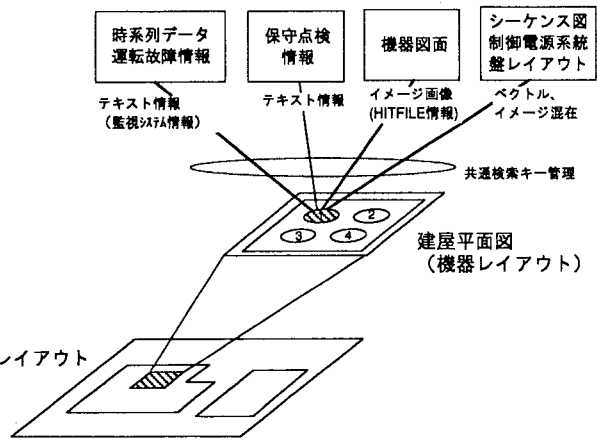 時系列データ
運転故障情報
保守点検
情報
機器図面
シーケンス図
制御電源系統
盤レイアウト
テキスト情報
(監視ｼｽﾃﾑ情報)
テキスト情報
イメージ画像
(HITFILE情報)
ベクトル、
イメージ混在
共通検索キー管理
2
3
4
建屋平面図
(機器レイアウト)
レイアウト